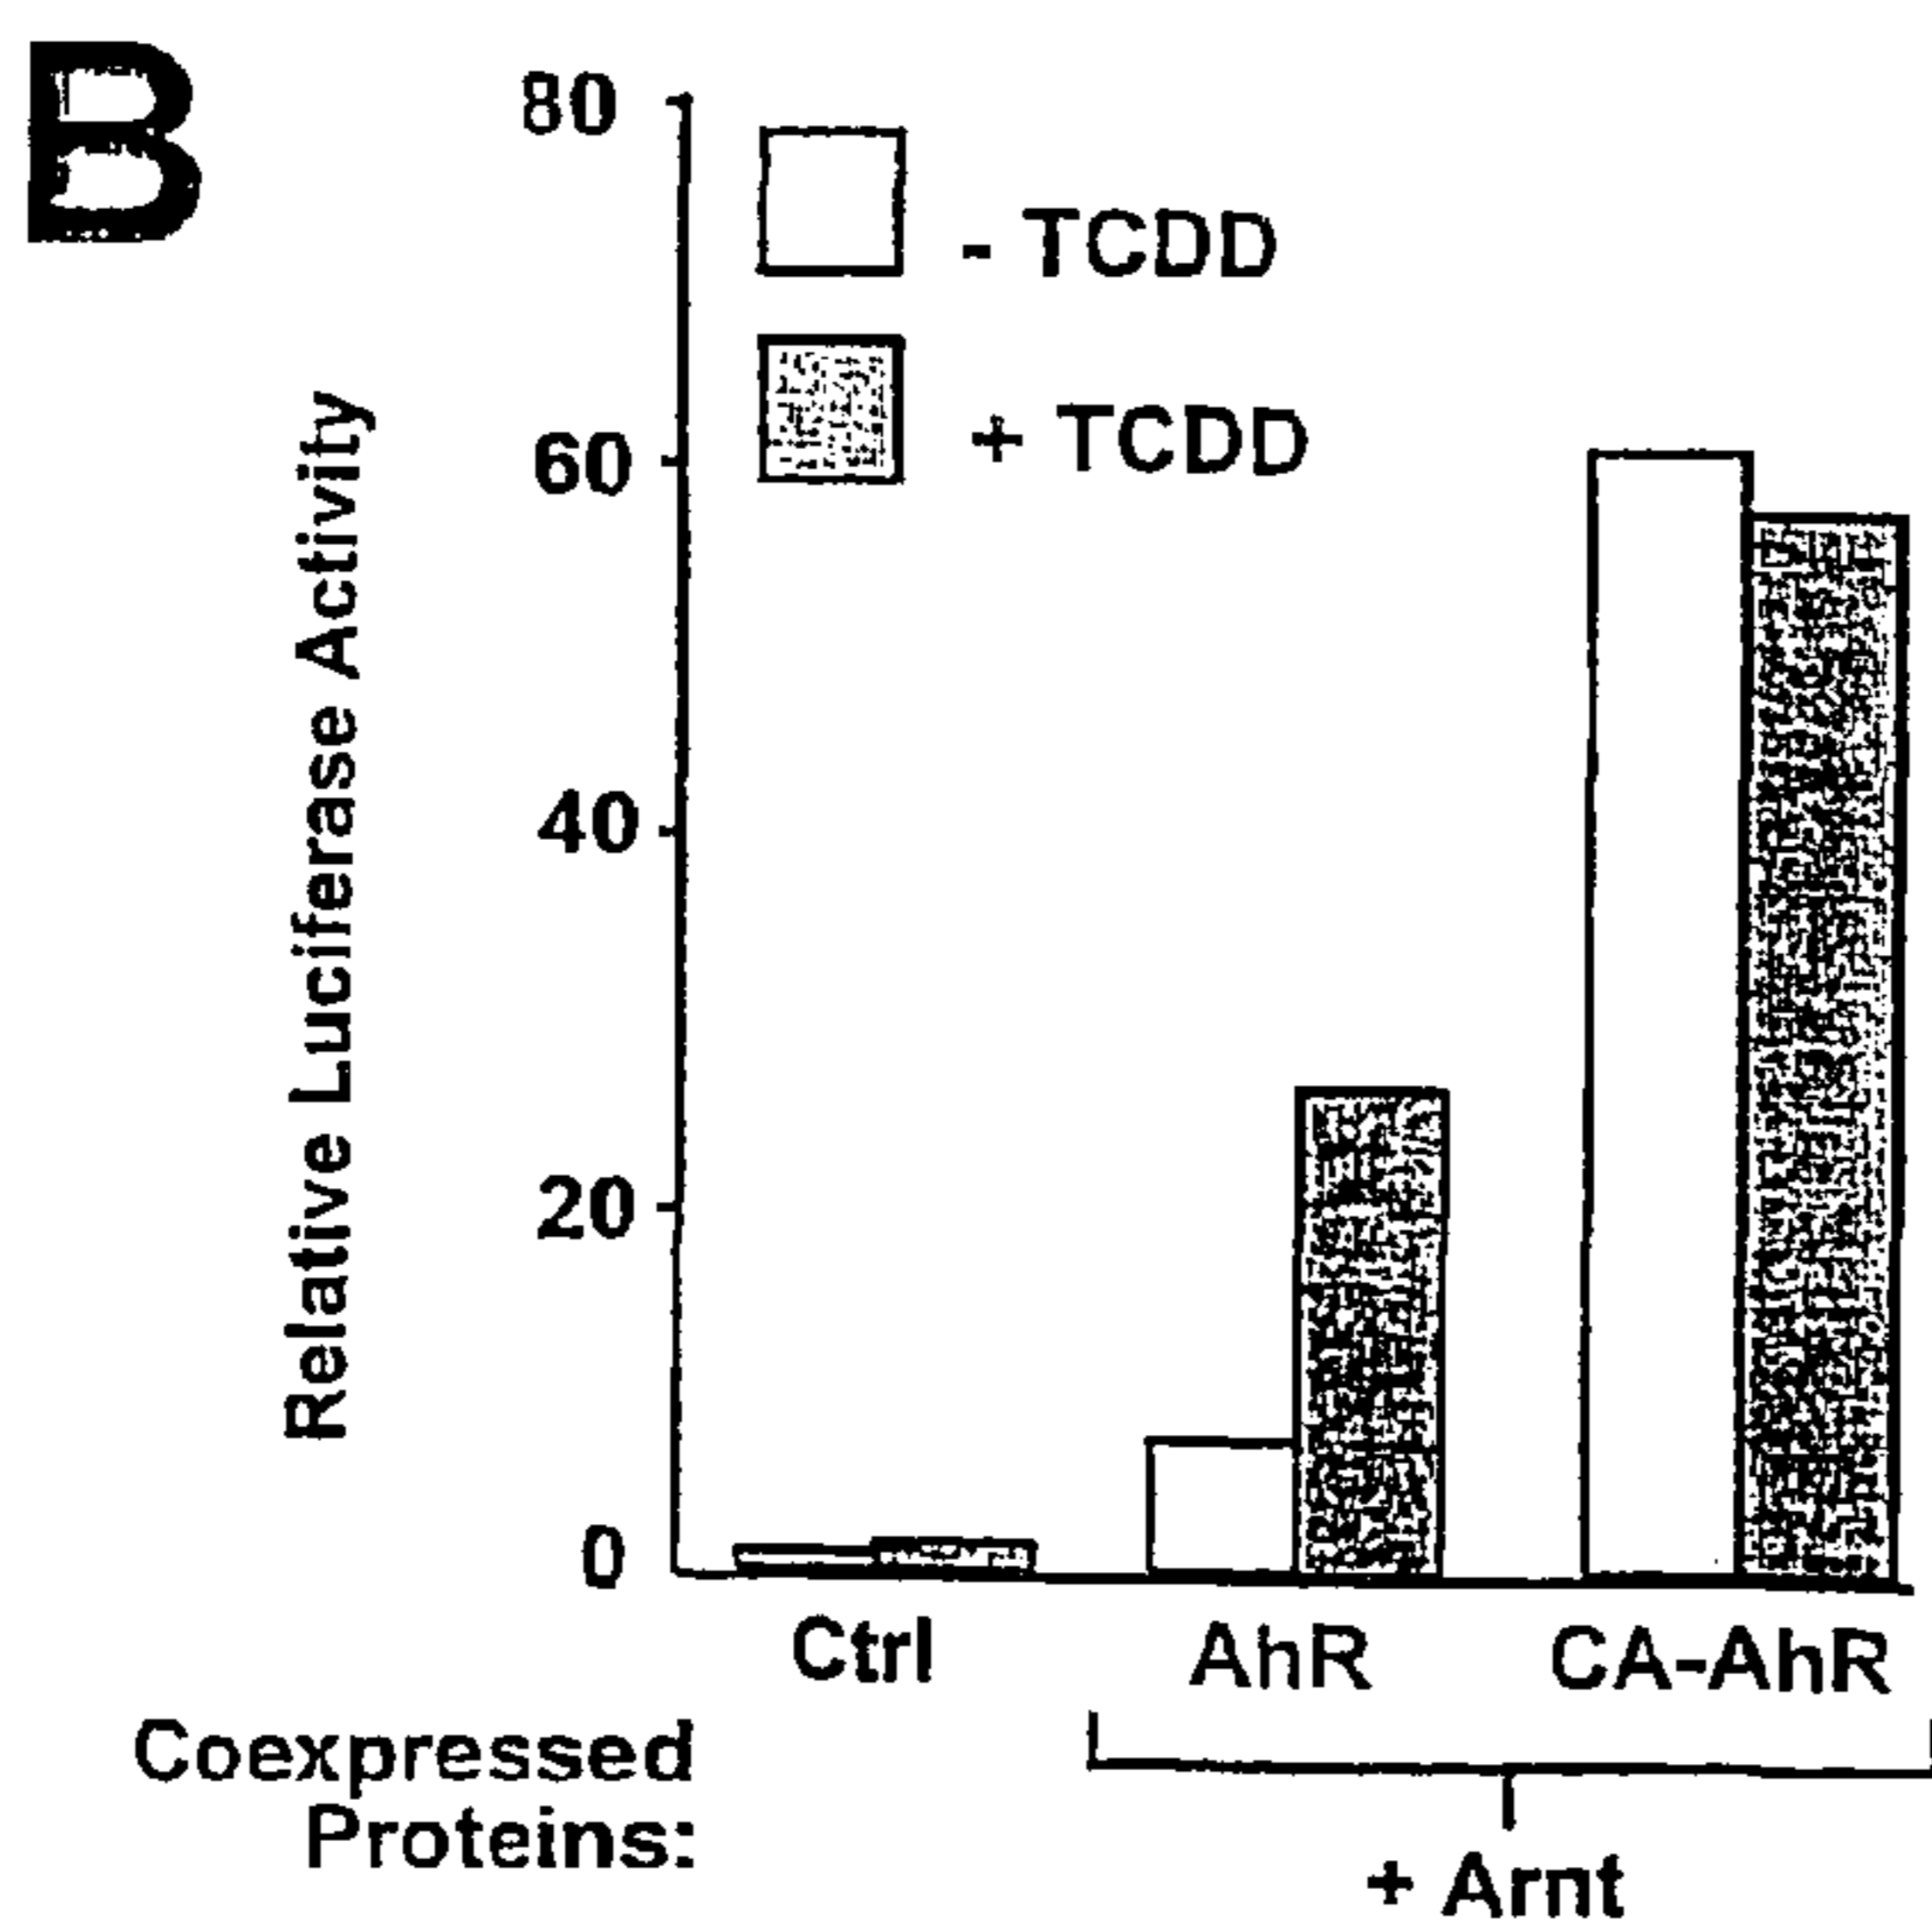 B
80
- TCDD
+ TCDD
60
40
20
0
Relative Luciferase Activity
Ctrl AhR CA-AhR
Coexpressed
Proteins:
+ Arnt